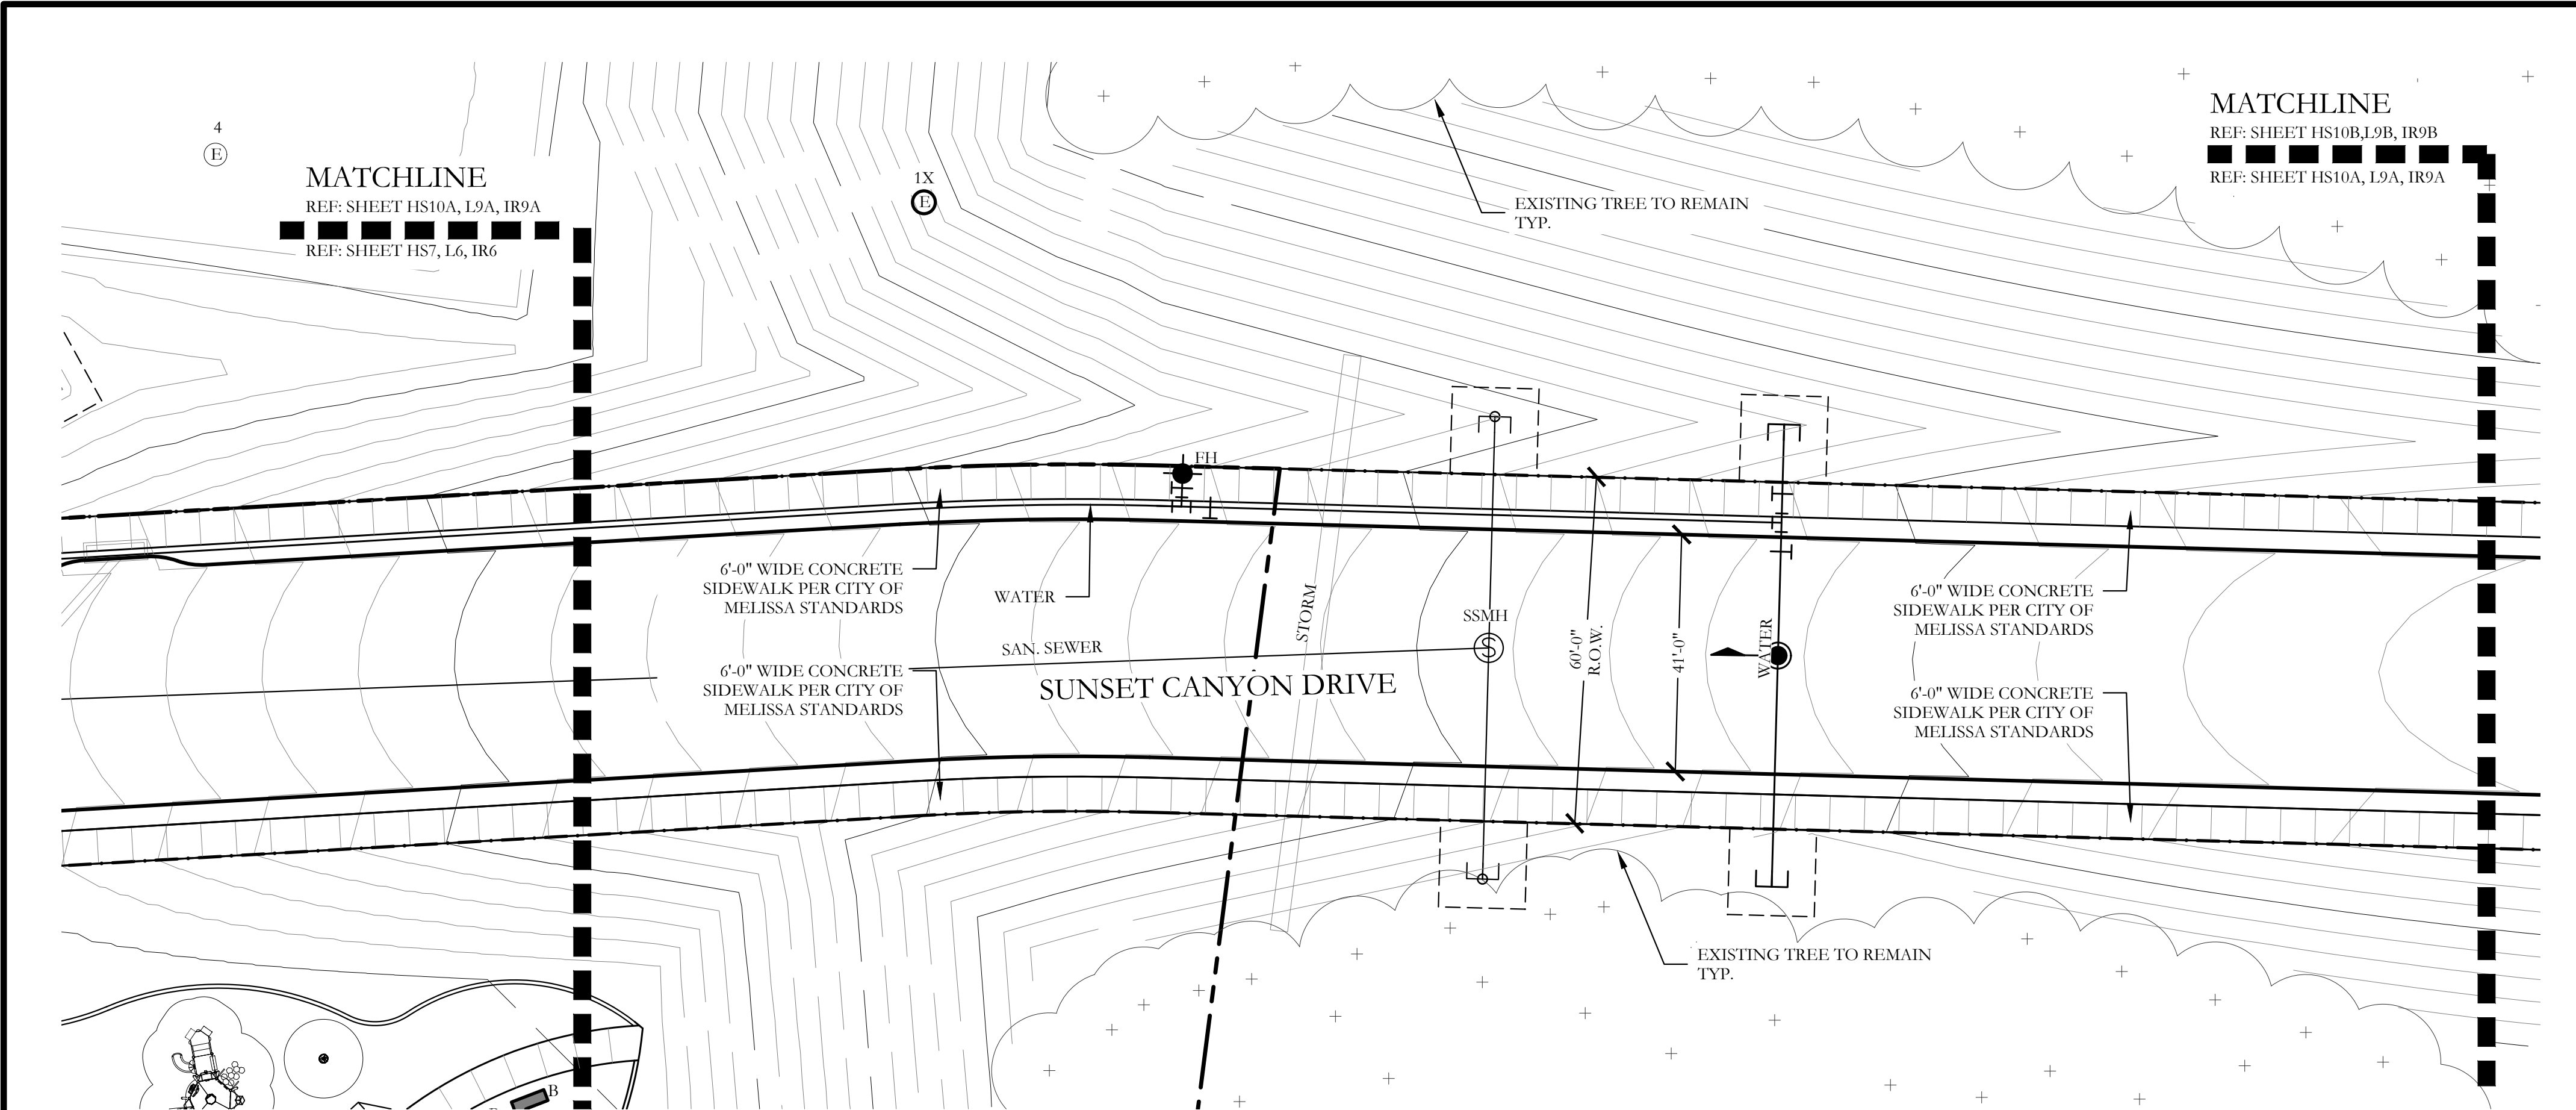 MATCHLINE
REF: SHEET HS10B,L9B, IR9B
REF: SHEET HS10A, L9A, IR9A
4
E
MATCHLINE
REF: SHEET HS10A, L9A, IR9A
REF: SHEET HS7, L6, IR6
1X
E
EXISTING TREE TO REMAIN
TYP.
FH
6'-0" WIDE CONCRETE
SIDEWALK PER CITY OF
MELISSA STANDARDS
WATER
STORM
SSMH
S
60'-0"
R.O.W.
41'-0"
WATER
6'-0" WIDE CONCRETE
SIDEWALK PER CITY OF
MELISSA STANDARDS
SAN. SEWER
6'-0" WIDE CONCRETE
SIDEWALK PER CITY OF
MELISSA STANDARDS
SUNSET CANYON DRIVE
6'-0" WIDE CONCRETE
SIDEWALK PER CITY OF
MELISSA STANDARDS
EXISTING TREE TO REMAIN
TYP.
B